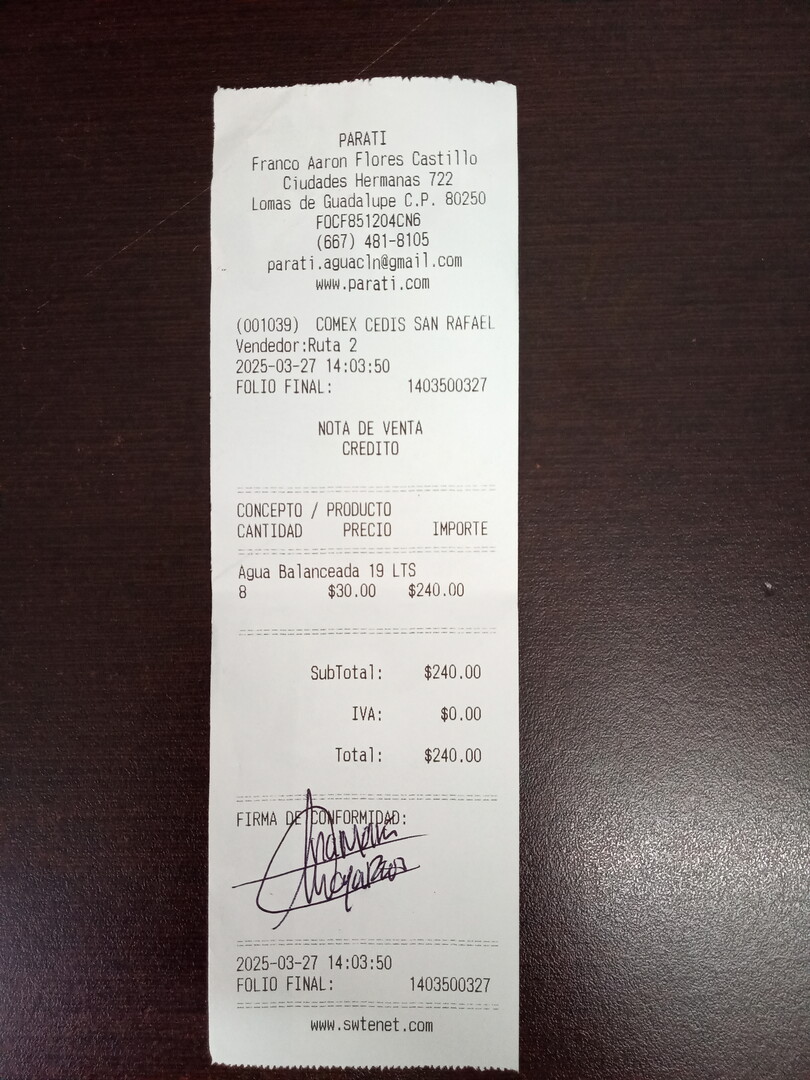 PARATI
Franco Aaron Flores Castillo
Ciudades Hermanas 722
Lomas de Guadalupe C.P. 80250
FOCF851204CN6
(667) 481-8105
parati.aguacln@gmail.com
www.parati.com
(001039) COMEX CEDIS SAN RAFAEL
Vendedor:Ruta 2
2025-03-27 14:03:50
FOLIO FINAL: 1403500327
NOTA DE VENTA
CREDITO
CONCEPTO / PRODUCTO
CANTIDAD PRECIO IMPORTE
Agua Balanceada 19 LTS
8 $30.00 $240.00
SubTotal: $240.00
IVA: $0.00
Total: $240.00
FIRMA DE CONFORMIDAD:
2025-03-27 14:03:50
FOLIO FINAL: 1403500327
www.swtenet.com